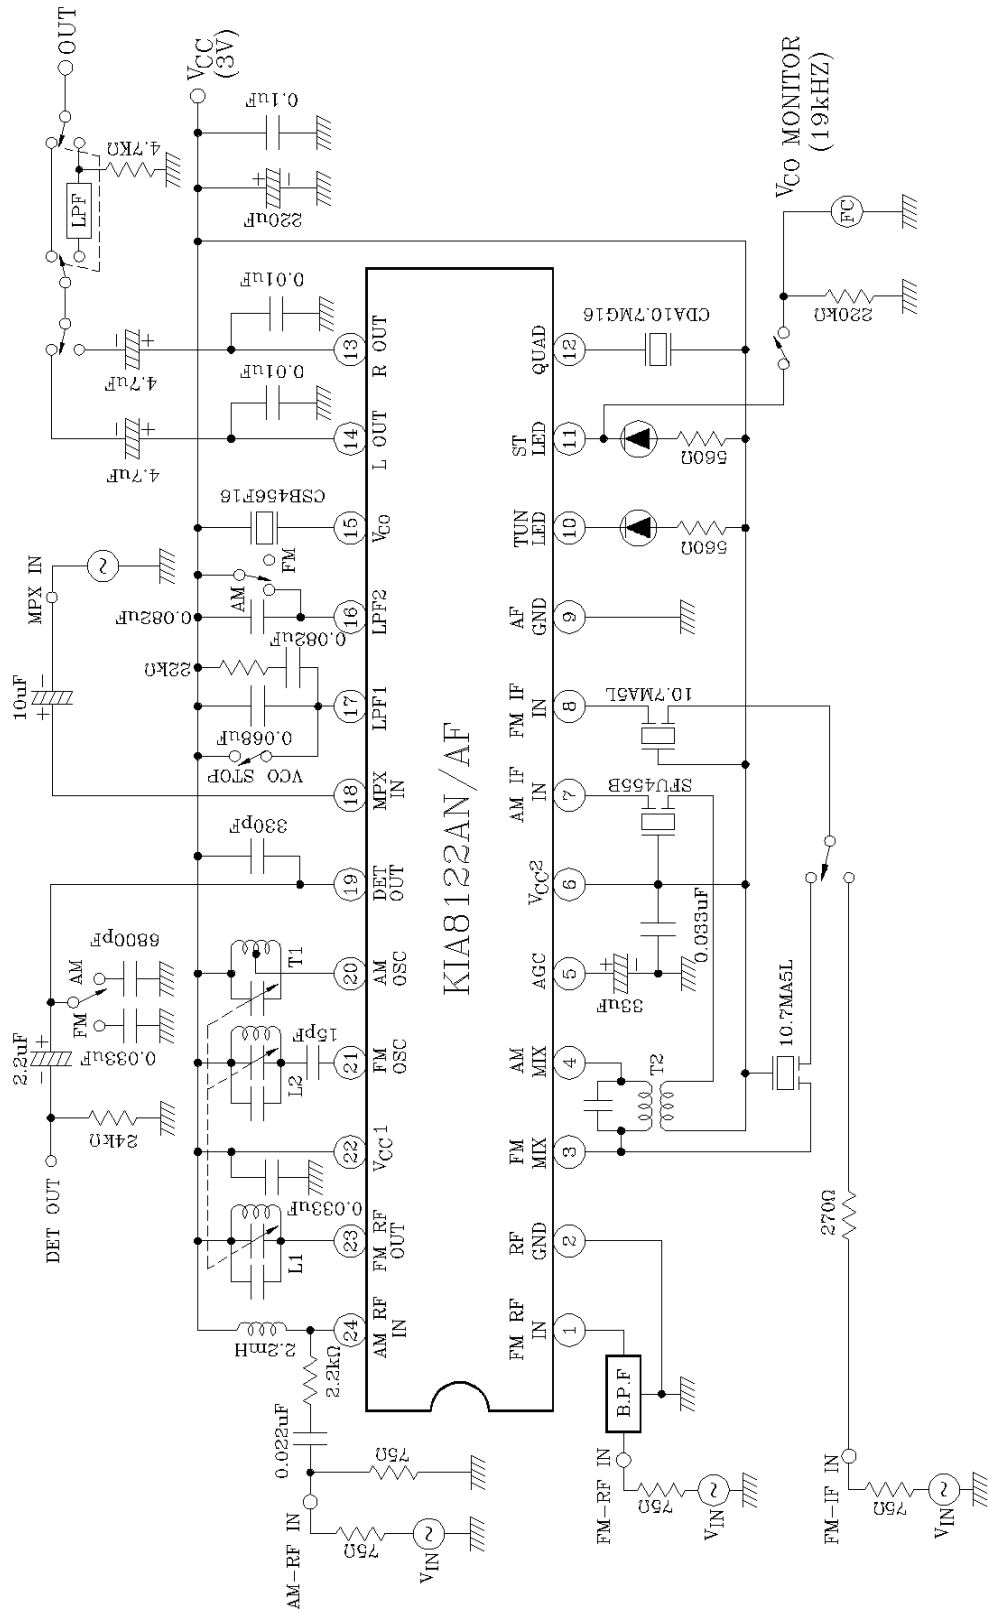 OUT
LPF
4.7KΩ
VCC
(3V)
0.1uF
220uF
+
−
VCO MONITOR
(19kHZ)
FC
220kΩ
4.7uF
+
−
4.7uF
+
−
0.01uF
0.01uF
CSB456F16
MPX IN
~
10uF
−
+
FM
AM
0.082uF
0.082uF
22kΩ
0.068uF
VCO STOP
330pF
6800pF
AM
FM
0.033uF
2.2uF
+
−
24kΩ
DET OUT
T1
L2
15pF
0.033uF
L1
2.2mH
2.2kΩ
0.022uF
75Ω
AM-RF IN
75Ω
~
VIN
KIA8122AN/AF
13
R OUT
14
L OUT
15
VCO
16
LPF2
17
LPF1
18
MPX
IN
19
DET
OUT
20
AM
OSC
21
FM
OSC
22
VCC1
23
FM RF
OUT
24
AM RF
IN
QUAD
12
ST
LED
11
TUN
LED
10
AF
GND
9
FM IF
IN
8
AM IF
IN
7
VCC2
6
AGC
5
AM
MIX
4
FM
MIX
3
RF
GND
2
FM RF
IN
1
CDA10.7MG16
560Ω
560Ω
10.7MA5L
SFU455B
0.033uF
33uF
+
−
T2
10.7MA5L
270Ω
B.P.F
FM-RF IN
75Ω
~
VIN
FM-IF IN
75Ω
~
VIN